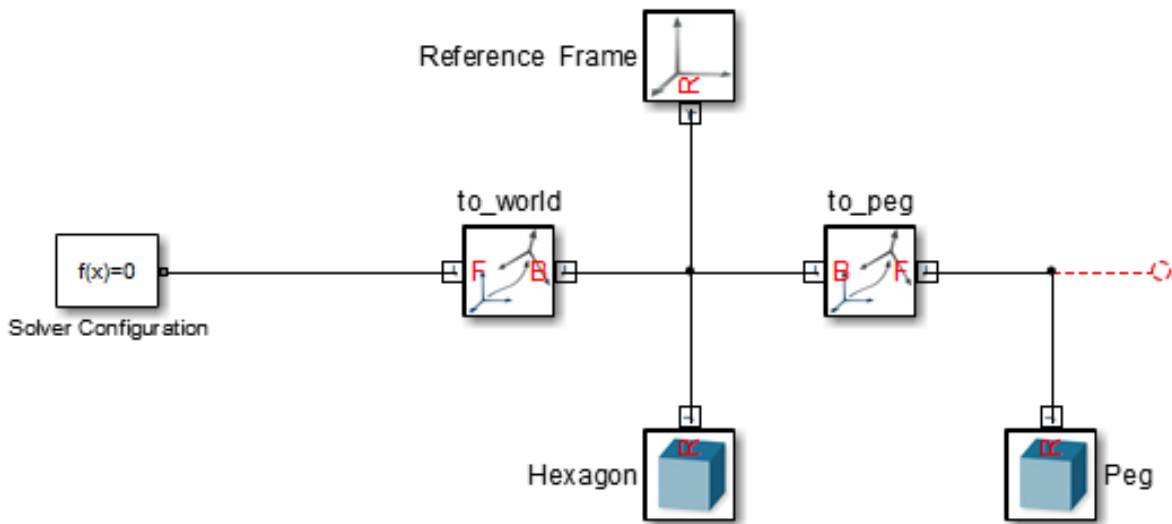 Reference Frame
R
to_world
to_peg
f(x)=0
F B
B F
Solver Configuration
Hexagon
R
R
Peg